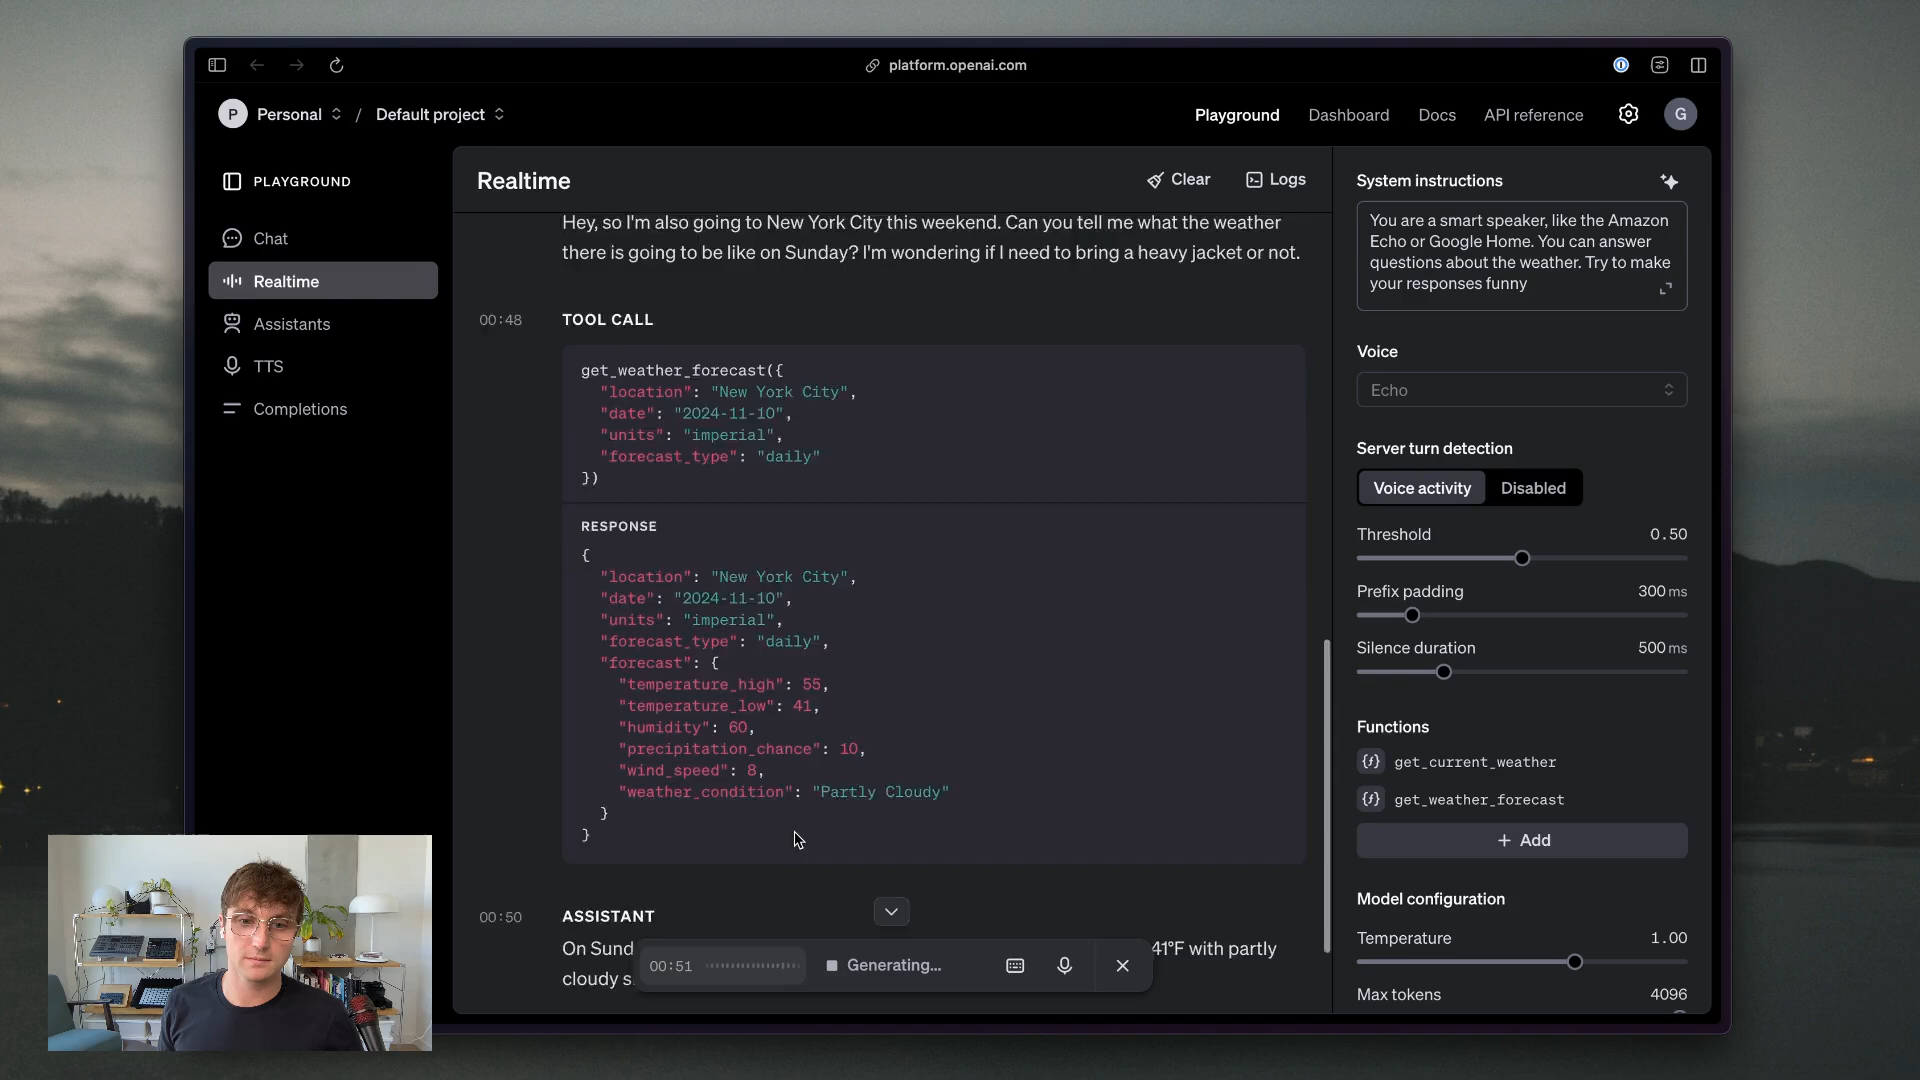 platform.openai.com
P Personal / Default project
Playground Dashboard Docs API reference G
PLAYGROUND
Chat
Realtime
Assistants
TTS
Completions
Realtime
Clear Logs
Hey, so I'm also going to New York City this weekend. Can you tell me what the weather
there is going to be like on Sunday? I'm wondering if I need to bring a heavy jacket or not.
00:48 TOOL CALL
get_weather_forecast({
"location": "New York City",
"date": "2024-11-10",
"units": "imperial",
"forecast_type": "daily"
})
RESPONSE
{
"location": "New York City",
"date": "2024-11-10",
"units": "imperial",
"forecast_type": "daily",
"forecast": {
"temperature_high": 55,
"temperature_low": 41,
"humidity": 60,
"precipitation_chance": 10,
"wind_speed": 8,
"weather_condition": "Partly Cloudy"
}
}
00:50 ASSISTANT
On Sund 41°F with partly
cloudy s
00:51 Generating...
System instructions
You are a smart speaker, like the Amazon
Echo or Google Home. You can answer
questions about the weather. Try to make
your responses funny
Voice
Echo
Server turn detection
Voice activity Disabled
Threshold 0.50
Prefix padding 300 ms
Silence duration 500 ms
Functions
{ƒ} get_current_weather
{ƒ} get_weather_forecast
+ Add
Model configuration
Temperature 1.00
Max tokens 4096